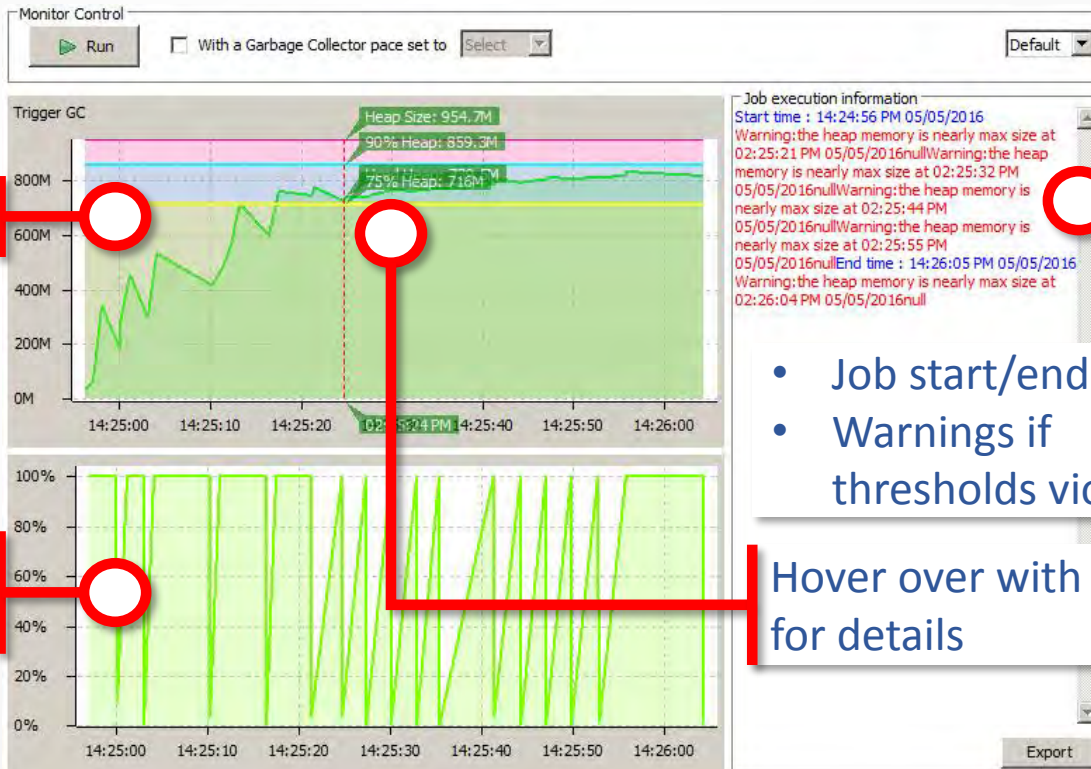 Monitor Control
Run
With a Garbage Collector pace set to
Select
Default
Trigger GC
Heap Size: 954.7M
90% Heap: 859.3M
75% Heap: 716M
800M
600M
400M
200M
0M
14:25:00 14:25:10 14:25:20 14:25:40 14:25:50 14:26:00
100%
80%
60%
40%
20%
0%
14:25:00 14:25:10 14:25:20 14:25:30 14:25:40 14:25:50 14:26:00
Job execution information
Start time : 14:24:56 PM 05/05/2016
Warning:the heap memory is nearly max size at
02:25:21 PM 05/05/2016nullWarning:the heap
memory is nearly max size at 02:25:32 PM
05/05/2016nullWarning:the heap memory is
nearly max size at 02:25:44 PM
05/05/2016nullWarning:the heap memory is
nearly max size at 02:25:55 PM
05/05/2016nullEnd time : 14:26:05 PM 05/05/2016
Warning:the heap memory is nearly max size at
02:26:04 PM 05/05/2016null
• Job start/end
• Warnings if
thresholds vio
Hover over with
for details
Export